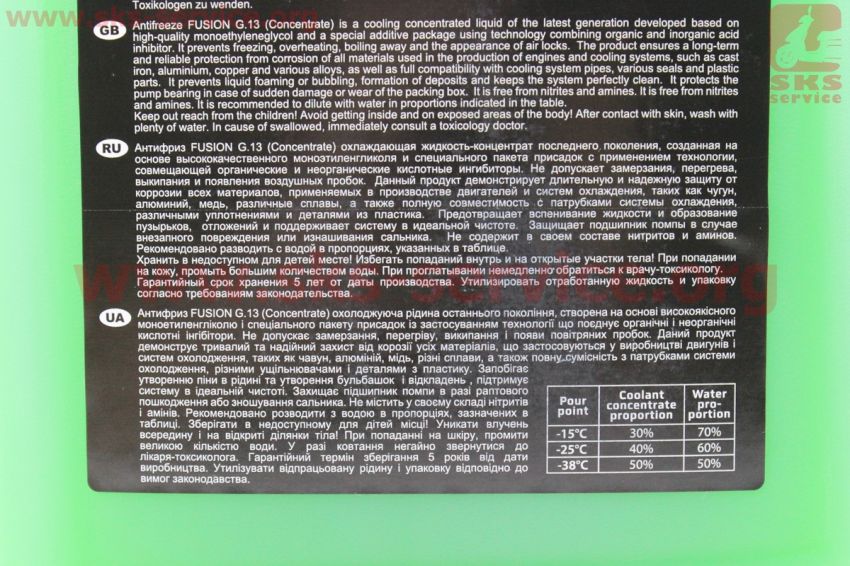 Toxikologen zu wenden.
www.sks-service.org
SKS
service
GB Antifreeze FUSION G.13 (Concentrate) is a cooling concentrated liquid of the latest generation developed based on
high-quality monoethyleneglycol and a special additive package using technology combining organic and inorganic acid
inhibitor. It prevents freezing, overheating, boiling away and the appearance of air locks. The product ensures a long-term
and reliable protection from corrosion of all materials used in the production of engines and cooling systems, such as cast
iron, aluminium, copper and various alloys, as well as full compatibility with cooling system pipes, various seals and plastic
parts. It prevents liquid foaming or bubbling, formation of deposits and keeps the system perfectly clean. It protects the
pump bearing in case of sudden damage or wear of the packing box. It is free from nitrites and amines. It is free from nitrites
and amines. It is recommended to dilute with water in proportions indicated in the table.
Keep out reach from the children! Avoid getting inside and on exposed areas of the body! After contact with skin, wash with
plenty of water. In cause of swallowed, immediately consult a toxicology doctor.
RU Антифриз FUSION G.13 (Concentrate) охлаждающая жидкость-концентрат последнего поколения, созданная на
основе высококачественного моноэтиленгликоля и специального пакета присадок с применением технологии,
совмещающей органические и неорганические кислотные ингибиторы. Не допускает замерзания, перегрева,
выкипания и появления воздушных пробок. Данный продукт демонстрирует длительную и надежную защиту от
коррозии всех материалов, применяемых в производстве двигателей и систем охлаждения, таких как чугун,
алюминий, медь, различные сплавы, а также полную совместимость с патрубками системы охлаждения,
различными уплотнениями и деталями из пластика. Предотвращает вспенивание жидкости и образование
пузырьков, отложений и поддерживает систему в идеальной чистоте. Защищает подшипник помпы в случае
внезапного повреждения или изнашивания сальника. Не содержит в своем составе нитритов и аминов.
Рекомендовано разводить с водой в пропорциях, указанных в таблице.
Хранить в недоступном для детей месте! Избегать попаданий внутрь и на открытые участки тела! При попадании
на кожу, промыть большим количеством воды. При проглатывании немедленно обратиться к врачу-токсикологу.
Гарантийный срок хранения 5 лет от даты производства. Утилизировать отработанную жидкость и упаковку
согласно требованиям законодательства.
www.sks-service.org
UA Антифриз FUSION G.13 (Concentrate) охолоджуюча рідина останнього покоління, створена на основі високоякісного
моноетиленгліколю і спеціального пакету присадок із застосуванням технології що поєднує органічні і неорганічні
кислотні інгібітори. Не допускає замерзання, перегріву, википання і появи повітряних пробок. Даний продукт
демонструє тривалий та надійний захист від корозії усіх матеріалів, що застосовуються у виробництві двигунів і
систем охолодження, таких як чавун, алюміній, мідь, різні сплави, а також повну сумісність з патрубками системи
охолодження, різними ущільнювачами і деталями з пластику. Запобігає
утворенню піни в рідині та утворення бульбашок і відкладень , підтримує
систему в ідеальній чистоті. Захищає підшипник помпи в разі раптового
пошкодження або зношування сальника. Не містить у своєму складі нітритів
і амінів. Рекомендовано розводити з водою в пропорціях, зазначених в
таблиці. Зберігати в недоступному для дітей місці! Уникати влучень
всередину і на відкриті ділянки тіла! При попаданні на шкіру, промити
великою кількістю води. У разі ковтання негайно звернутися до
лікаря-токсиколога. Гарантійний термін зберігання 5 років від дати
виробництва. Утилізувати відпрацьовану рідину і упаковку відповідно до
вимог законодавства.
Pour point Coolant concentrate proportion Water pro-portion
-15°C 30% 70%
-25°C 40% 60%
-38°C 50% 50%